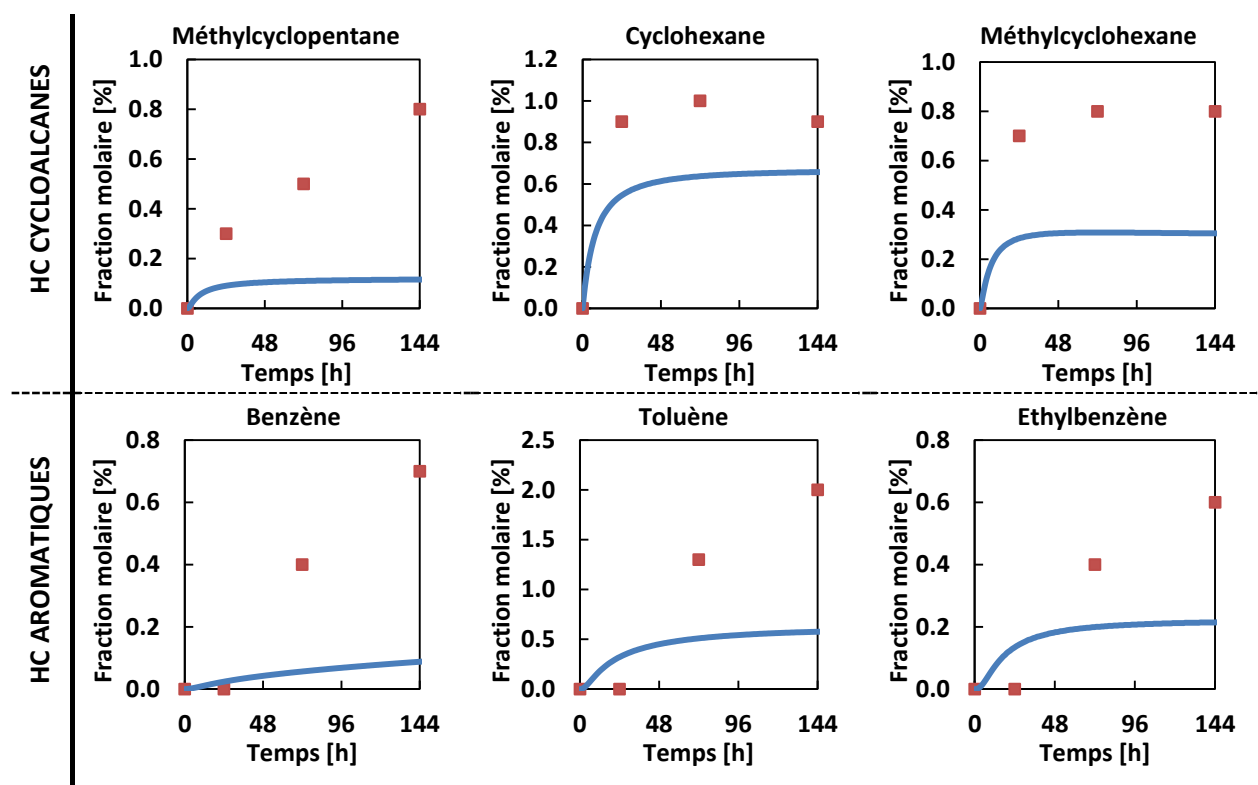 HC CYCLOALCANES
Méthylcyclopentane
Fraction molaire [%]
1.0
0.8
0.6
0.4
0.2
0.0
0 48 96 144
Temps [h]
Cyclohexane
Fraction molaire [%]
1.2
1.0
0.8
0.6
0.4
0.2
0.0
0 48 96 144
Temps [h]
Méthylcyclohexane
Fraction molaire [%]
1.0
0.8
0.6
0.4
0.2
0.0
0 48 96 144
Temps [h]
HC AROMATIQUES
Benzène
Fraction molaire [%]
0.8
0.6
0.4
0.2
0.0
0 48 96 144
Temps [h]
Toluène
Fraction molaire [%]
2.5
2.0
1.5
1.0
0.5
0.0
0 48 96 144
Temps [h]
Ethylbenzène
Fraction molaire [%]
0.8
0.6
0.4
0.2
0.0
0 48 96 144
Temps [h]